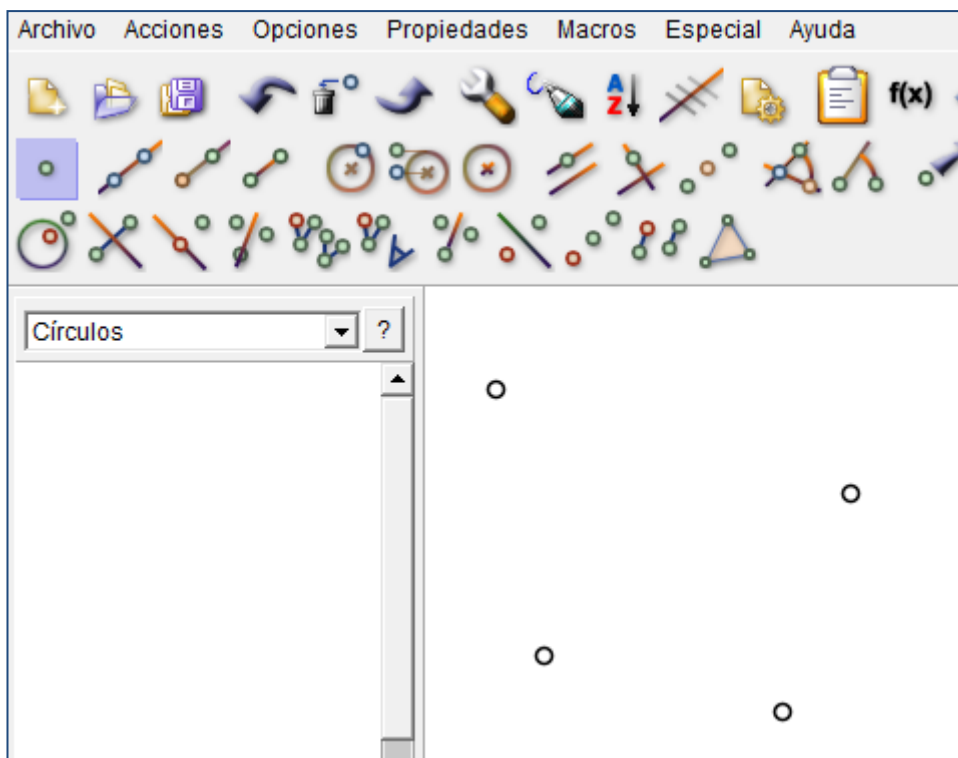 Archivo Acciones Opciones Propiedades Macros Especial Ayuda
A Z f(x)
Círculos ?